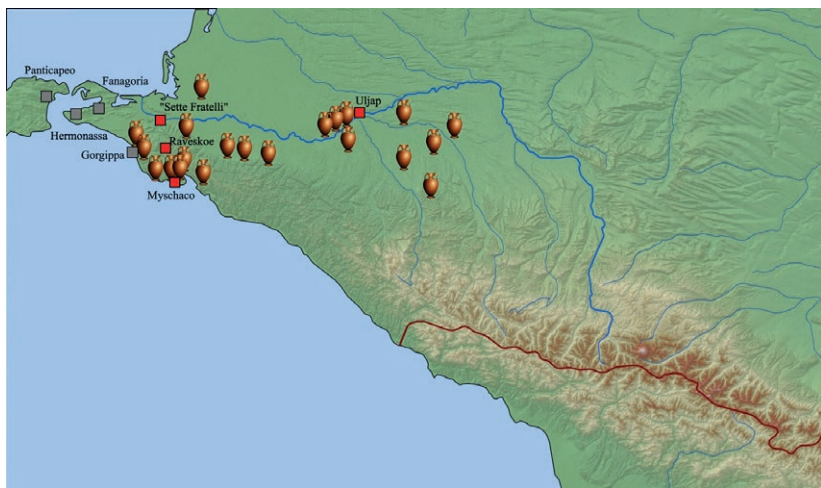 Panticapeo
Fanagoria
"Sette Fratelli"
Uljap
Hermonassa
Raveskoe
Gorgippa
Myschaco